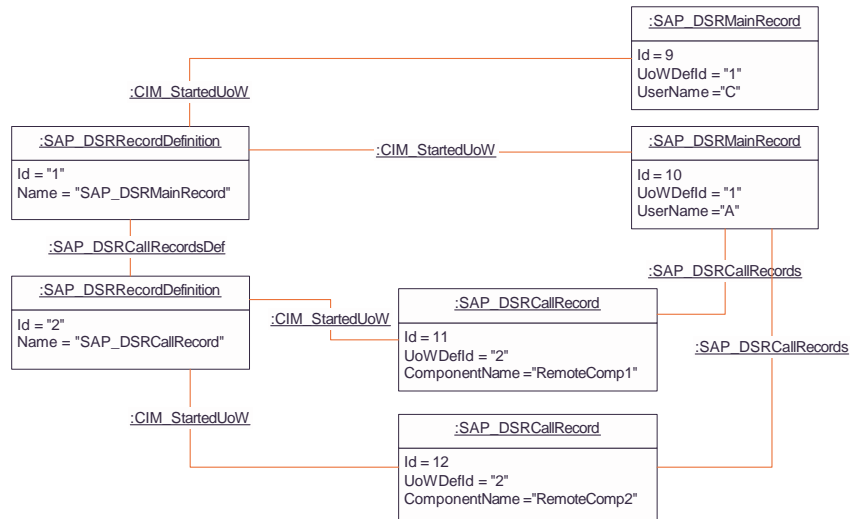 :SAP_DSRMainRecord
Id = 9
UoWDefId = "1"
UserName ="C"
:CIM_StartedUoW
:SAP_DSRRecordDefinition
Id = "1"
Name = "SAP_DSRMainRecord"
:CIM_StartedUoW
:SAP_DSRMainRecord
Id = 10
UoWDefId = "1"
UserName ="A"
:SAP_DSRCallRecordsDef
:SAP_DSRCallRecords
:SAP_DSRRecordDefinition
Id = "2"
Name = "SAP_DSRCallRecord"
:CIM_StartedUoW
:SAP_DSRCallRecord
Id = 11
UoWDefId = "2"
ComponentName ="RemoteComp1"
:SAP_DSRCallRecords
:CIM_StartedUoW
:SAP_DSRCallRecord
Id = 12
UoWDefId = "2"
ComponentName ="RemoteComp2"